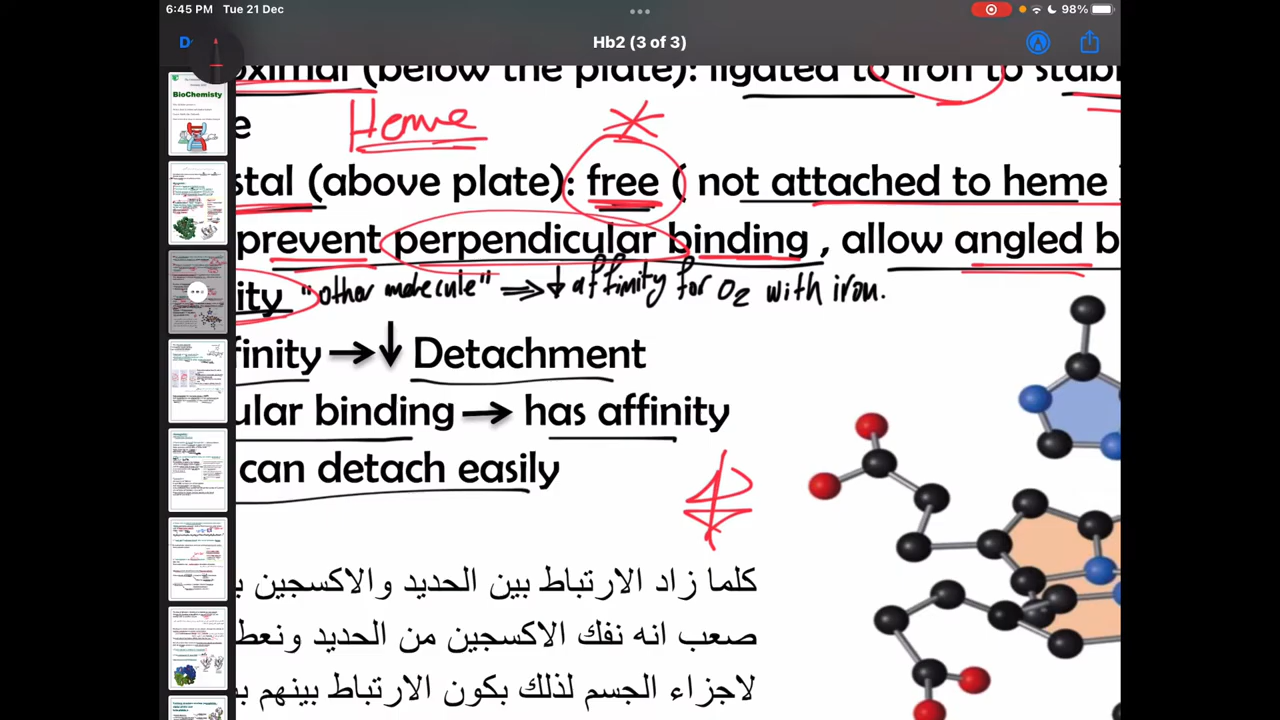 6:45 PM Tue 21 Dec
98%
Hb2 (3 of 3)
BioChemisty
oximal (below the plate): ligated to iron to stabi
e
Heme
stal (above plate): free ( not attached to heme )
prevent perpendicular binding , allow angled b
ity "other molecule" ⇒ ↓ affinity for O2 with iron.
finity → ↓ Detachment
ular binding → has affinity
can detach easily
كلما زاد الارتباط بين الحديد والاكسجين ب
صعب انه نفك الاكسجين من الحديد ونعط
لاجزاء الجسم لذلك بكون الارتباط بينهم ب